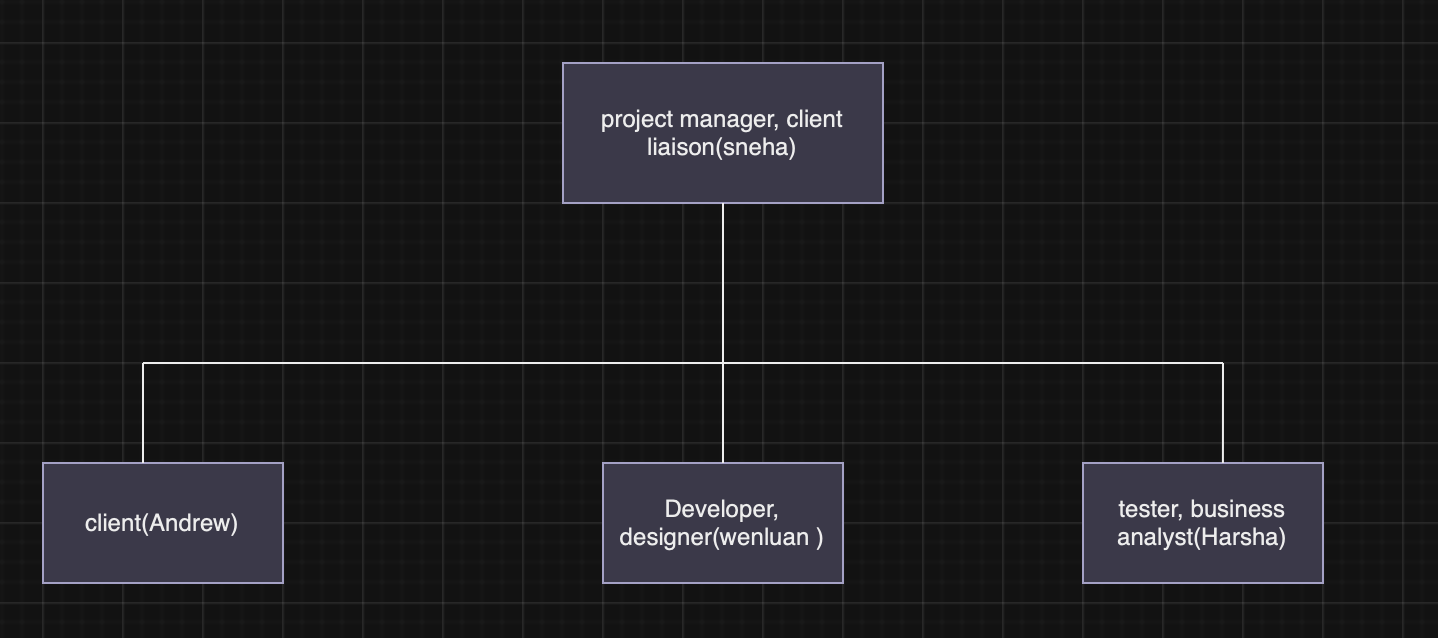 project manager, client
liaison(sneha)
client(Andrew)
Developer,
designer(wenluan )
tester, business
analyst(Harsha)